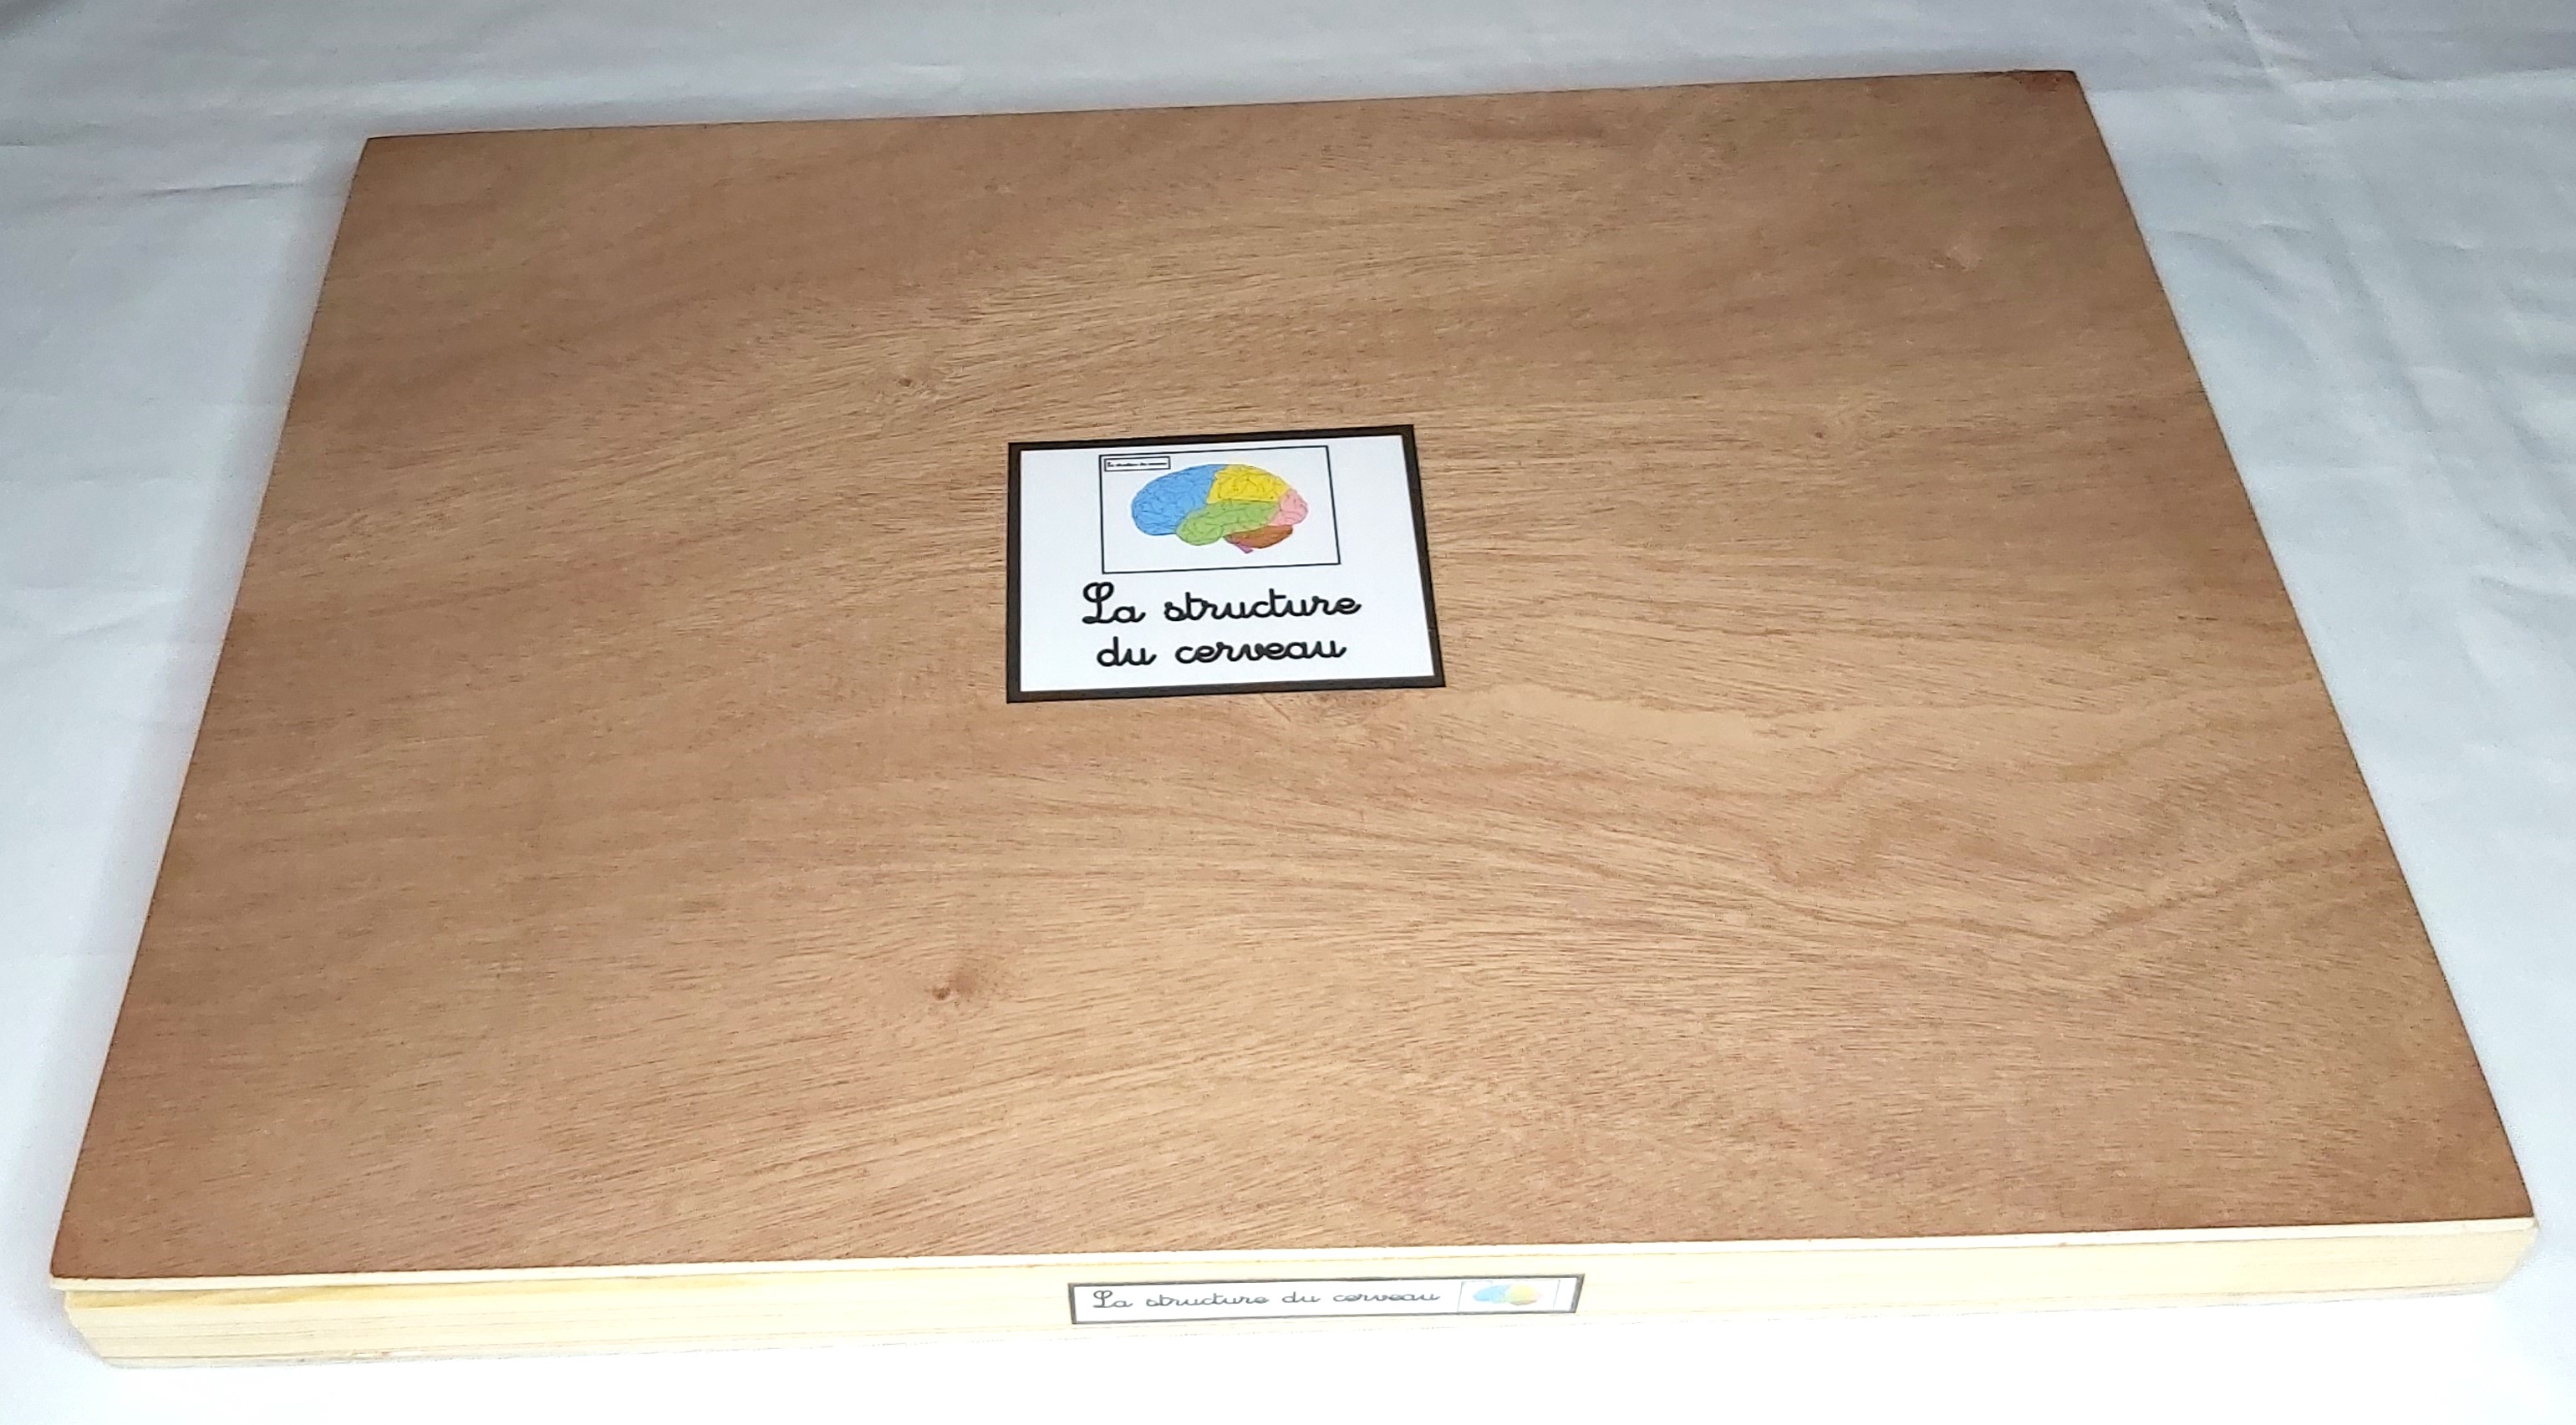 La structure
du cerveau
La structure du cerveau